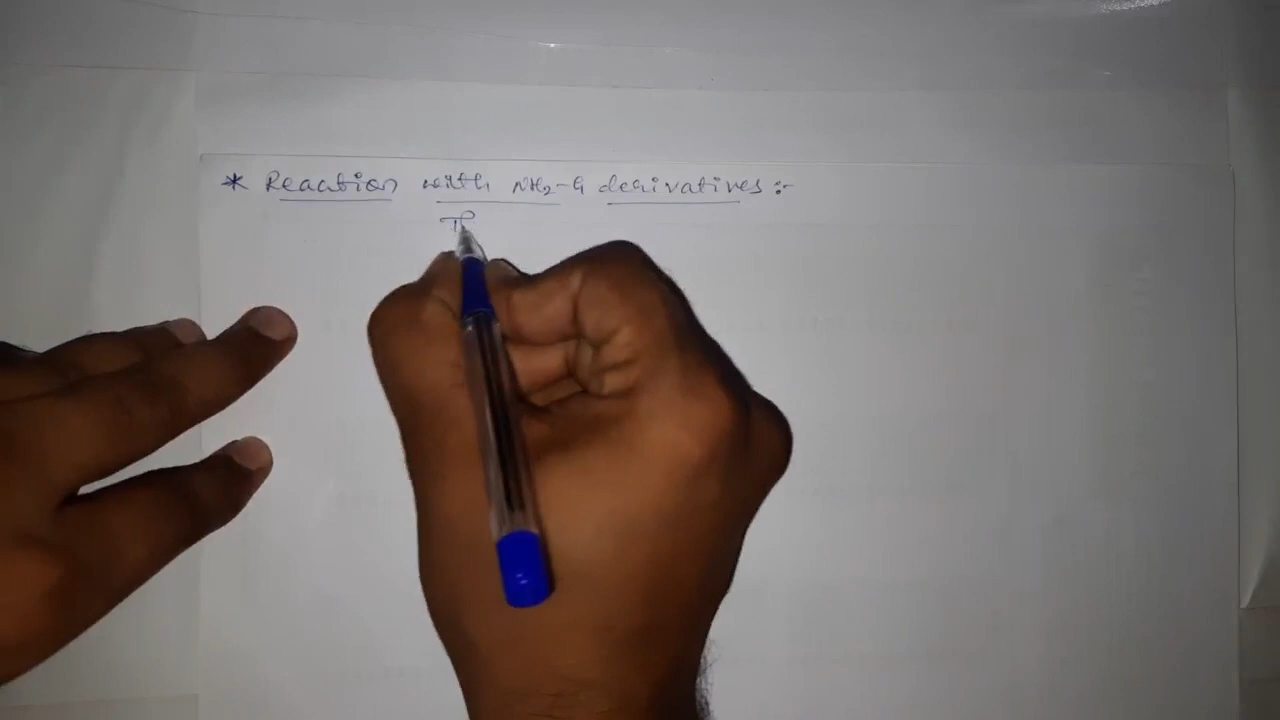 * Reaction with NH2-G derivatives :-